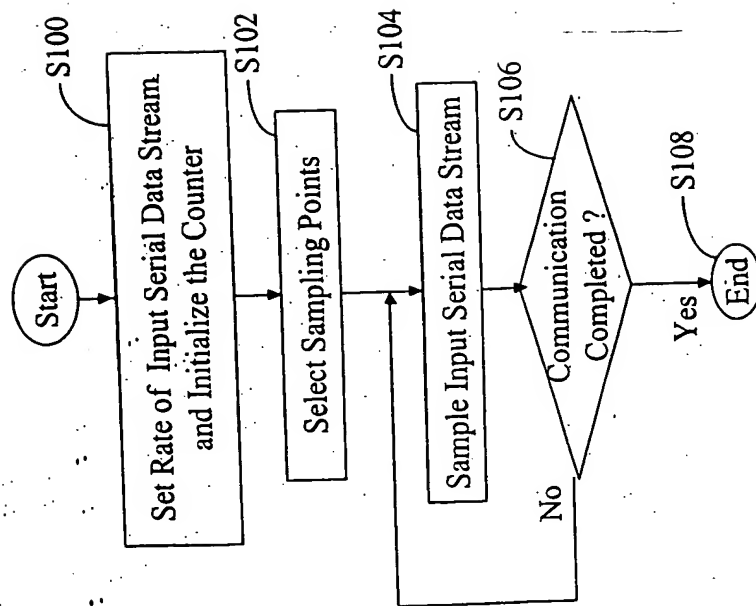 Start
S100
Set Rate of Input Serial Data Stream
and Initialize the Counter
S102
Select Sampling Points
S104
Sample Input Serial Data Stream
S106
Communication
Completed ?
No
Yes
S108
End